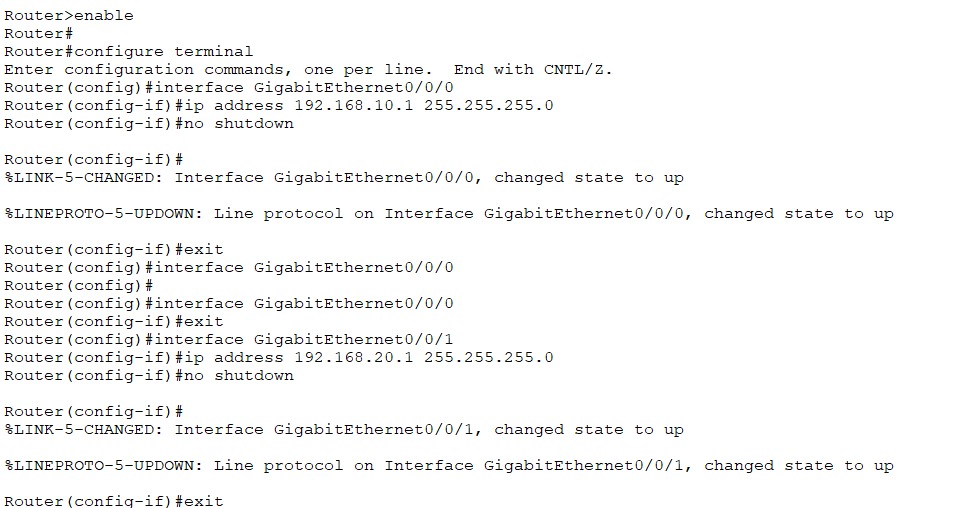 Router>enable
Router#
Router#configure terminal
Enter configuration commands, one per line.  End with CNTL/Z.
Router(config)#interface GigabitEthernet0/0/0
Router(config-if)#ip address 192.168.10.1 255.255.255.0
Router(config-if)#no shutdown
Router(config-if)#
%LINK-5-CHANGED: Interface GigabitEthernet0/0/0, changed state to up
%LINEPROTO-5-UPDOWN: Line protocol on Interface GigabitEthernet0/0/0, changed state to up
Router(config-if)#exit
Router(config)#interface GigabitEthernet0/0/0
Router(config)#
Router(config)#interface GigabitEthernet0/0/0
Router(config-if)#exit
Router(config)#interface GigabitEthernet0/0/1
Router(config-if)#ip address 192.168.20.1 255.255.255.0
Router(config-if)#no shutdown
Router(config-if)#
%LINK-5-CHANGED: Interface GigabitEthernet0/0/1, changed state to up
%LINEPROTO-5-UPDOWN: Line protocol on Interface GigabitEthernet0/0/1, changed state to up
Router(config-if)#exit